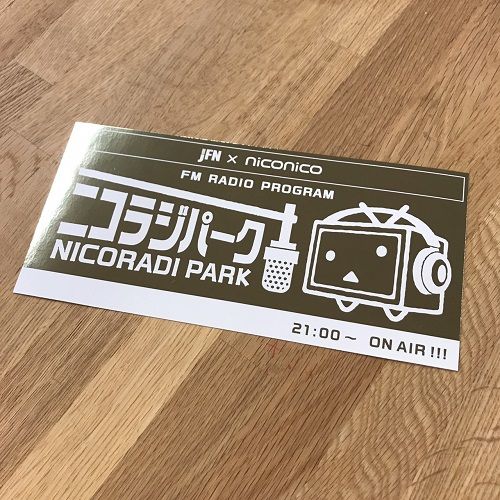 JFN × niconico
FM RADIO PROGRAM
ニコラジパーク
NICORADI PARK
21:00～ ON AIR!!!